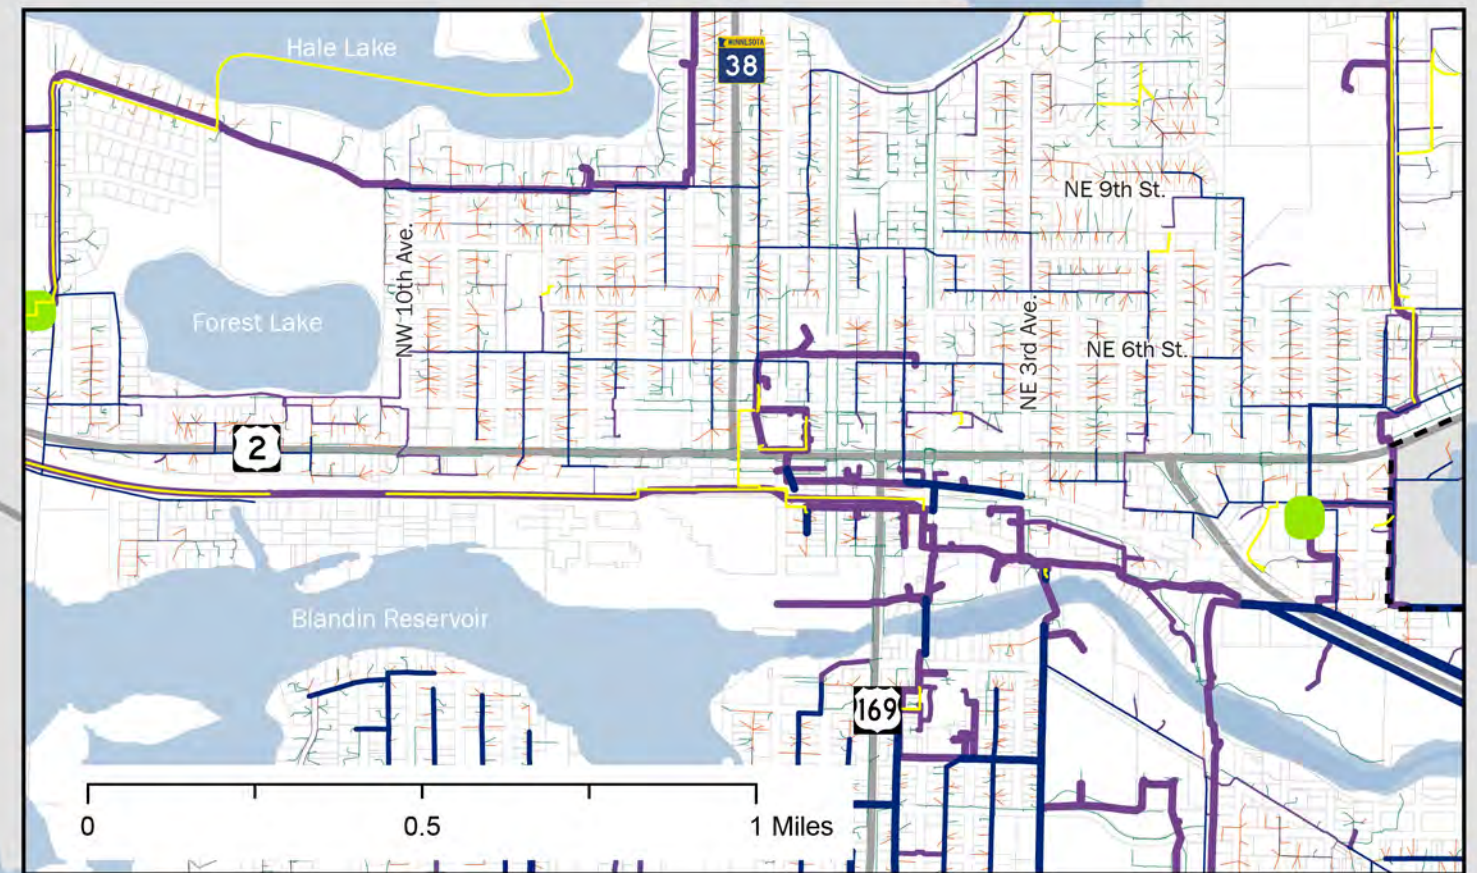 Hale Lake
MINNESOTA
38
NE 9th St.
NW 10th Ave.
Forest Lake
NE 3rd Ave.
NE 6th St.
2
Blandin Reservoir
169
0 0.5 1 Miles